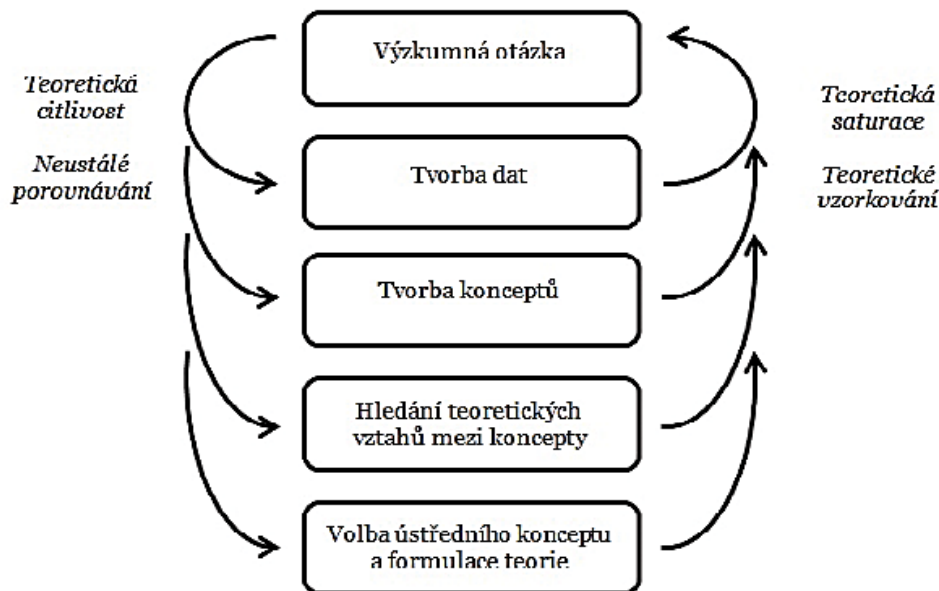 Výzkumná otázka
Teoretická
citlivost
Neustálé
porovnávání
Teoretická
saturace
Teoretické
vzorkování
Tvorba dat
Tvorba konceptů
Hledání teoretických
vztahů mezi koncepty
Volba ústředního konceptu
a formulace teorie